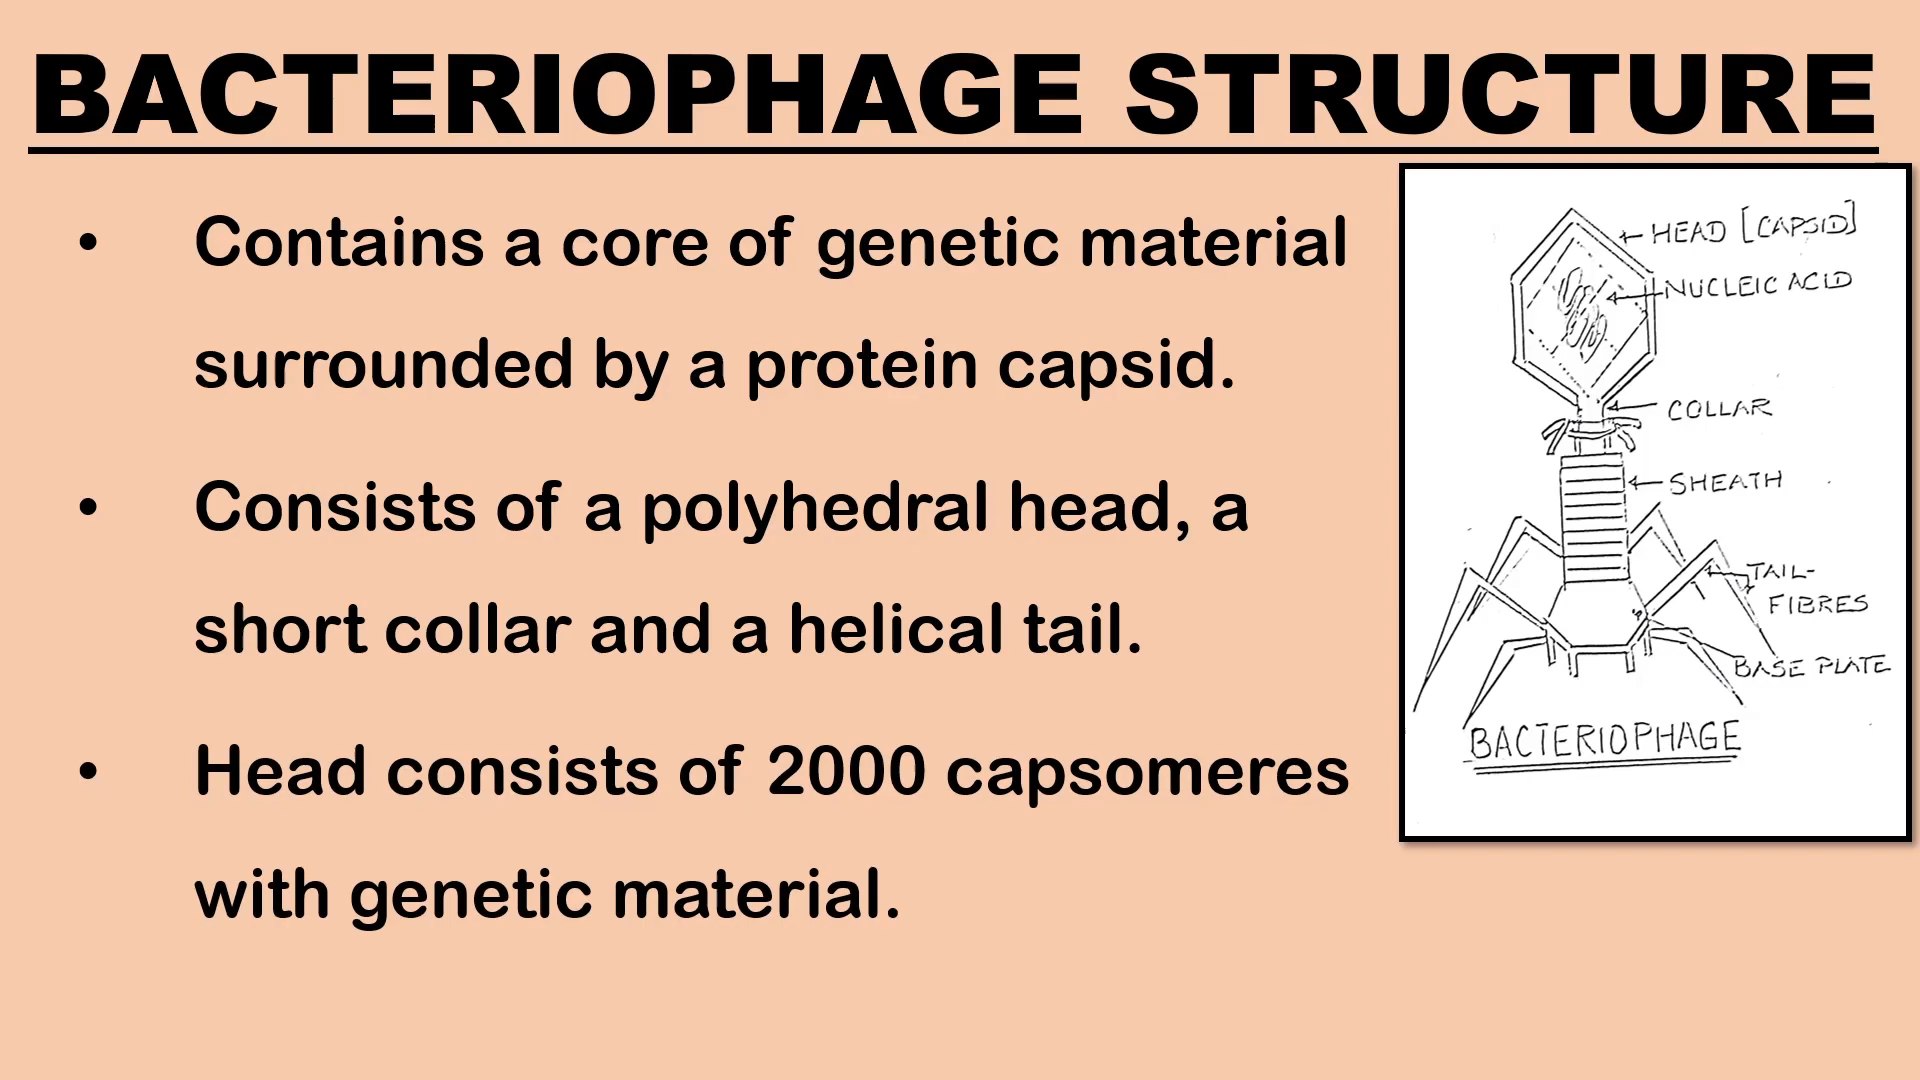 BACTERIOPHAGE STRUCTURE
• Contains a core of genetic material
surrounded by a protein capsid.
• Consists of a polyhedral head, a
short collar and a helical tail.
• Head consists of 2000 capsomeres
with genetic material.
HEAD [CAPSID]
NUCLEIC ACID
COLLAR
SHEATH
TAIL-
FIBRES
BASE PLATE
BACTERIOPHAGE